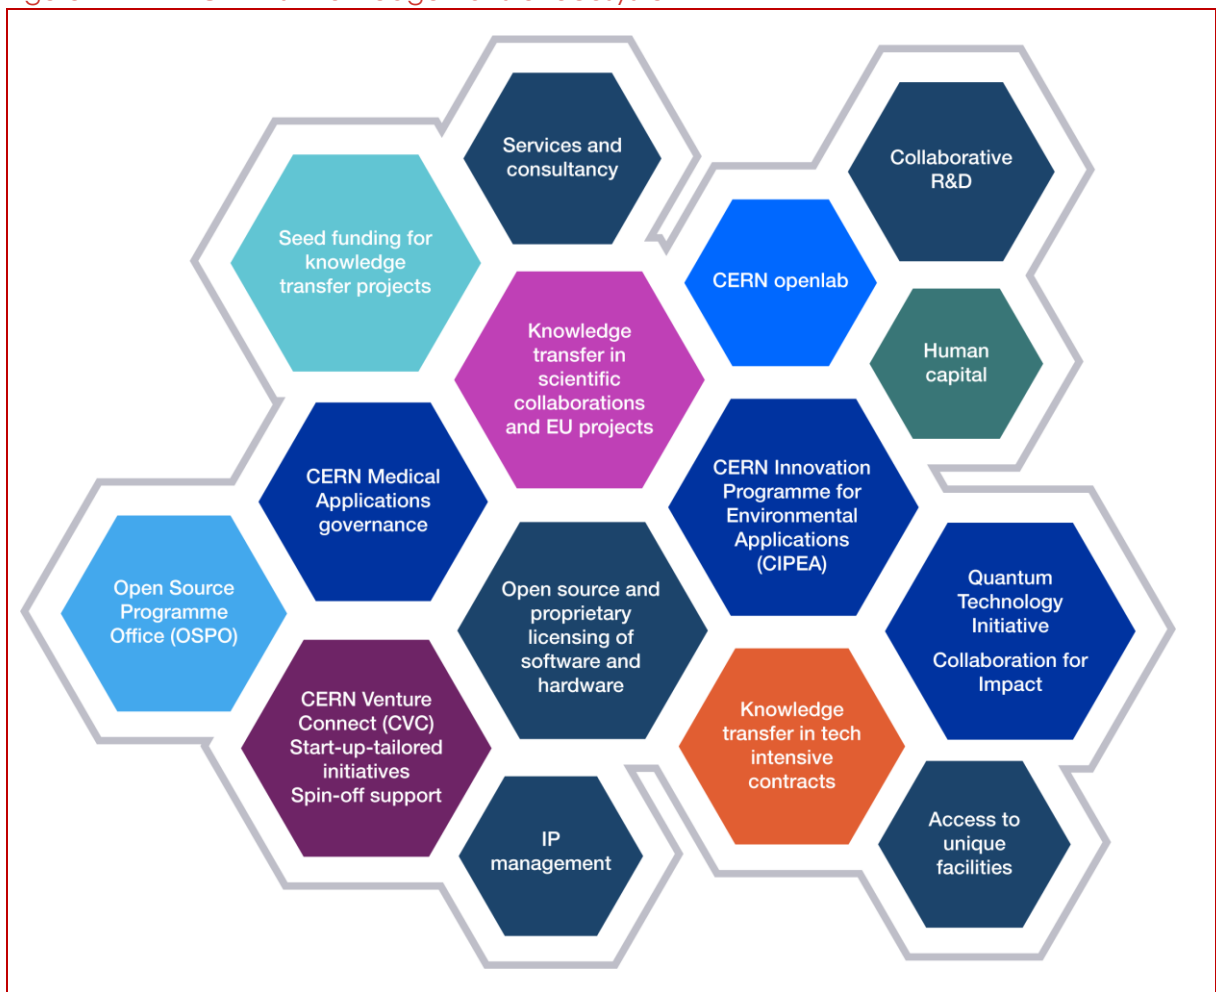 Services and
consultancy
Collaborative
R&D
Seed funding for
knowledge
transfer projects
CERN openlab
Knowledge
transfer in
scientific
collaborations
and EU projects
Human
capital
CERN Medical
Applications
governance
CERN Innovation
Programme for
Environmental
Applications
(CIPEA)
Open Source
Programme
Office (OSPO)
Open source and
proprietary
licensing of
software and
hardware
Quantum
Technology
Initiative
Collaboration for
Impact
CERN Venture
Connect (CVC)
Start-up-tailored
initiatives
Spin-off support
Knowledge
transfer in tech
intensive
contracts
IP
management
Access to
unique
facilities